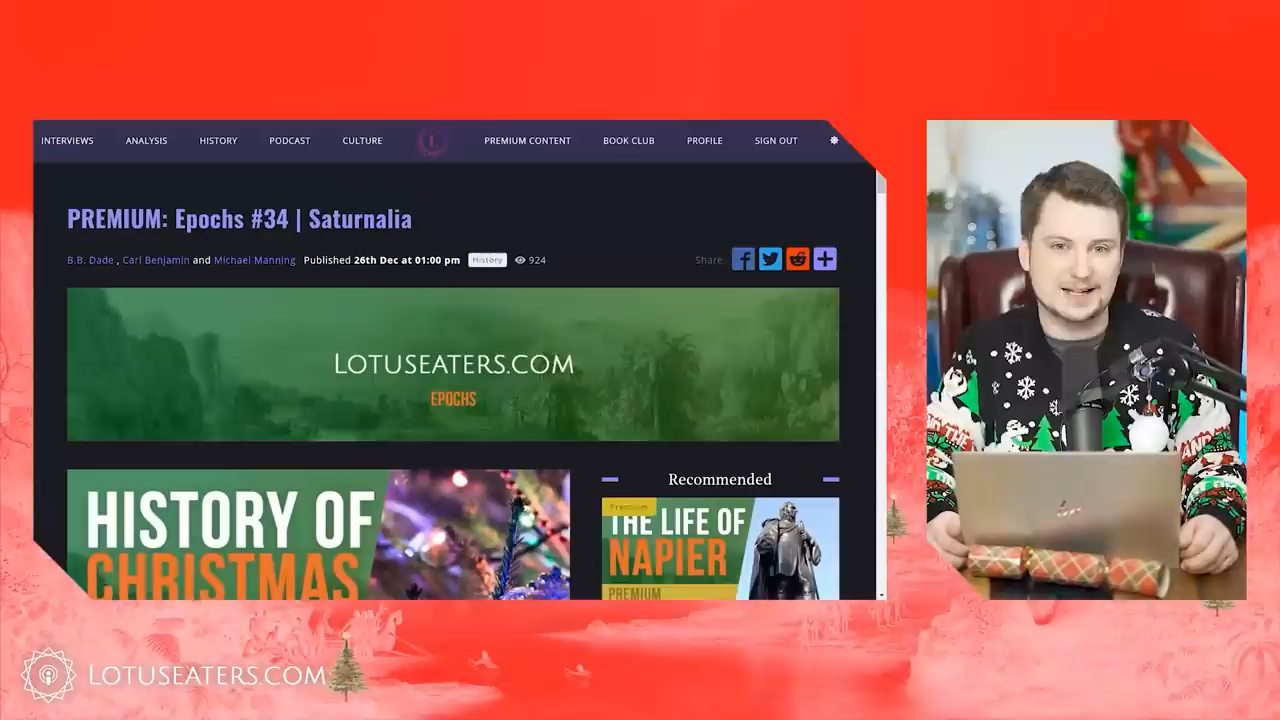 INTERVIEWS ANALYSIS HISTORY PODCAST CULTURE L PREMIUM CONTENT BOOK CLUB PROFILE SIGN OUT
PREMIUM: Epochs #34 | Saturnalia
B.B. Dade , Carl Benjamin and Michael Manning Published 26th Dec at 01:00 pm History 924 Share:
LOTUSEATERS.COM
EPOCHS
HISTORY OF
CHRISTMAS
Recommended
Premium
THE LIFE OF
NAPIER
PREMIUM
THE
AND
LOTUSEATERS.COM